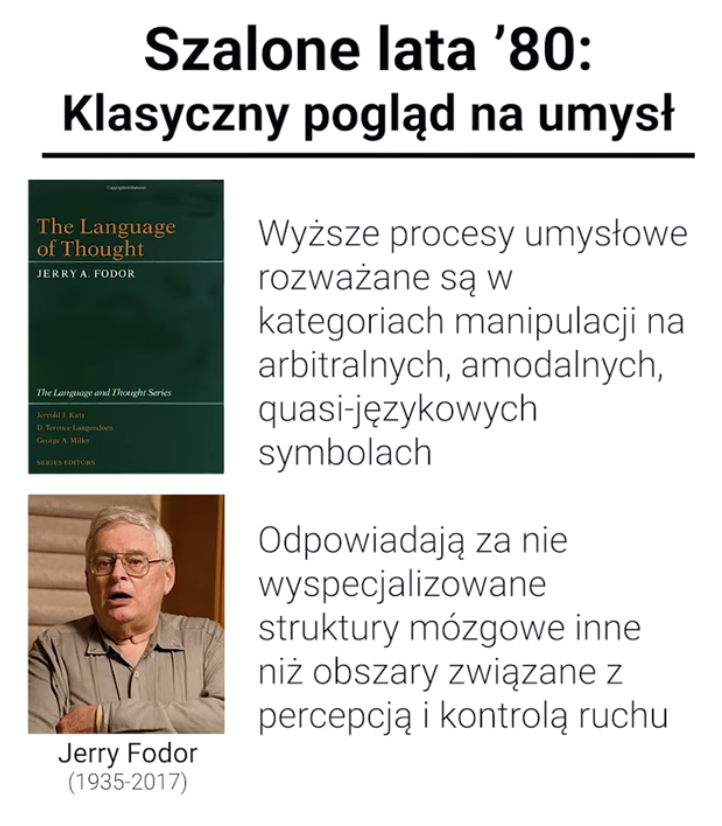 Szalone lata ’80:
Klasyczny pogląd na umysł
The Language
of Thought
JERRY A. FODOR
The Language and Thought Series
Jerrold J. Katz
D. Terence Langendoen
George A. Miller
SERIES EDITORS
Wyższe procesy umysłowe
rozważane są w
kategoriach manipulacji na
arbitralnych, amodalnych,
quasi-językowych
symbolach
Odpowiadają za nie
wyspecjalizowane
struktury mózgowe inne
niż obszary związane z
percepcją i kontrolą ruchu
Jerry Fodor
(1935-2017)